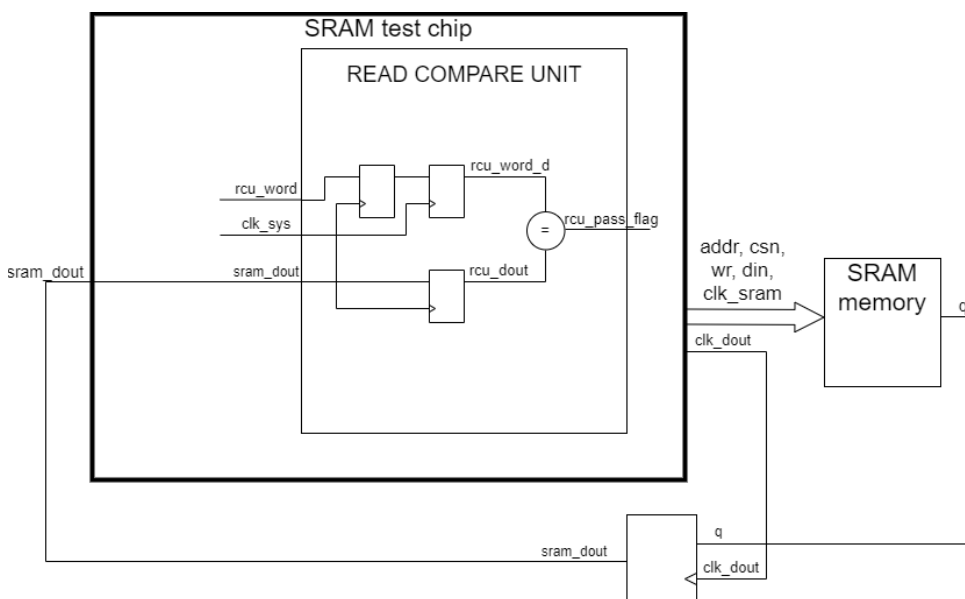 SRAM test chip
READ COMPARE UNIT
rcu_word_d
rcu_word
clk_sys
rcu_pass_flag
=
sram_dout
sram_dout
rcu_dout
addr, csn,
wr, din,
clk_sram
SRAM
memory
clk_dout
q
sram_dout
clk_dout